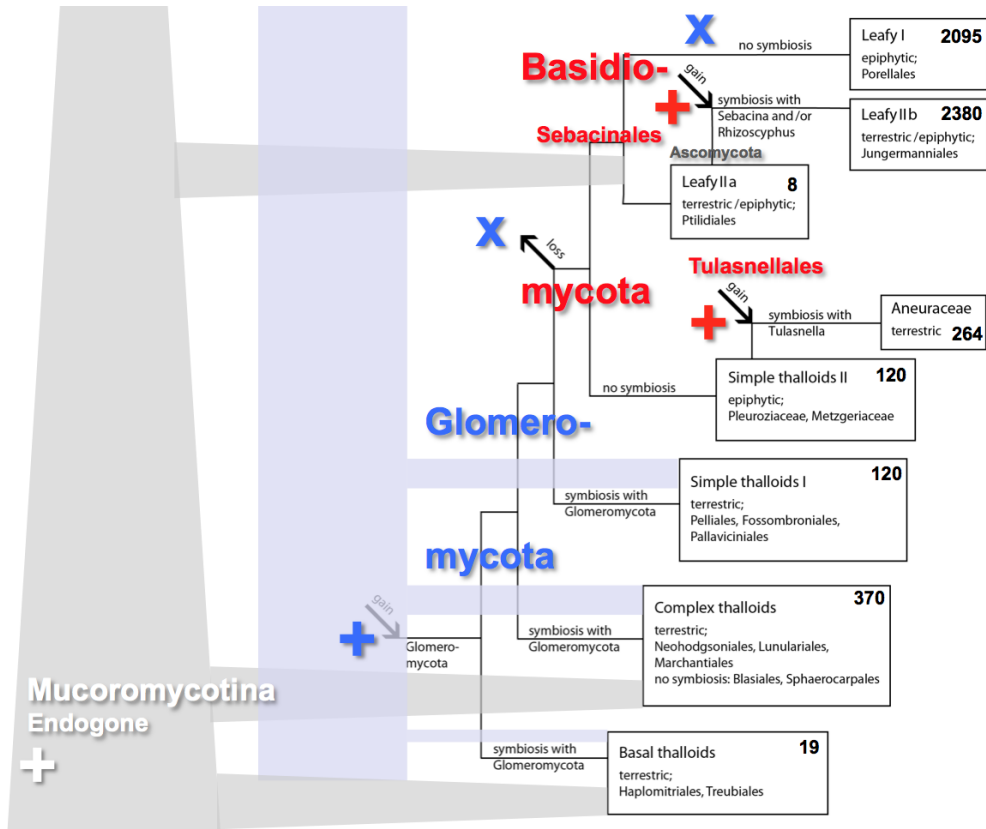 X
no symbiosis
Leafy I 2095
epiphytic;
Porellales
Basidio-
gain
+
symbiosis with
Sebacina and/or
Rhizoscyphus
Leafy IIb 2380
terrestric/epiphytic;
Jungermanniales
Sebacinales
Ascomycota
Leafy IIa 8
terrestric/epiphytic;
Ptilidiales
X
loss
mycota
Tulasnellales
gain
+
symbiosis with
Tulasnella
Aneuraceae
terrestric 264
no symbiosis
Simple thalloids II 120
epiphytic;
Pleuroziaceae, Metzgeriaceae
Glomero-
symbiosis with
Glomeromycota
Simple thalloids I 120
terrestric;
Pelliales, Fossombroniales,
Pallaviciniales
mycota
gain
+
Glomero-
mycota
symbiosis with
Glomeromycota
Complex thalloids 370
terrestric;
Neohodgsoniales, Lunulariales,
Marchantiales
no symbiosis: Blasiales, Sphaerocarpales
Mucoromycotina
Endogone
+
symbiosis with
Glomeromycota
Basal thalloids 19
terrestric;
Haplomitriales, Treubiales